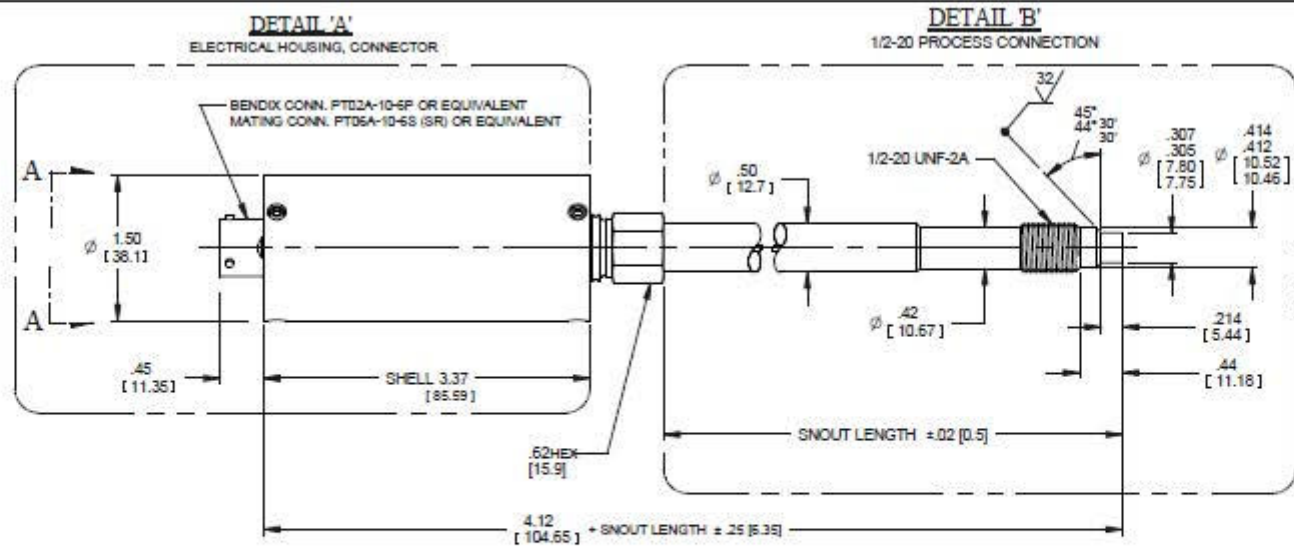 DETAIL 'A'
ELECTRICAL HOUSING, CONNECTOR
DETAIL 'B'
1/2-20 PROCESS CONNECTION
BENDIX CONN. PT02A-10-6P OR EQUIVALENT
MATING CONN. PT06A-10-6S (SR) OR EQUIVALENT
32
45° 30'
44° 30'
1/2-20 UNF-2A
Ø .307
.305
[ 7.80
7.75 ]
Ø .414
.412
[ 10.52
10.46 ]
A
A
Ø 1.50
[ 38.1 ]
Ø .50
[ 12.7 ]
Ø .42
[ 10.67 ]
.214
[ 5.44 ]
.44
[ 11.18 ]
.45
[ 11.35 ]
SHELL 3.37
[ 85.59 ]
.62HEX
[15.9]
SNOUT LENGTH ±.02 [0.5]
4.12
[ 104.65 ] + SNOUT LENGTH ± .25 [6.35]